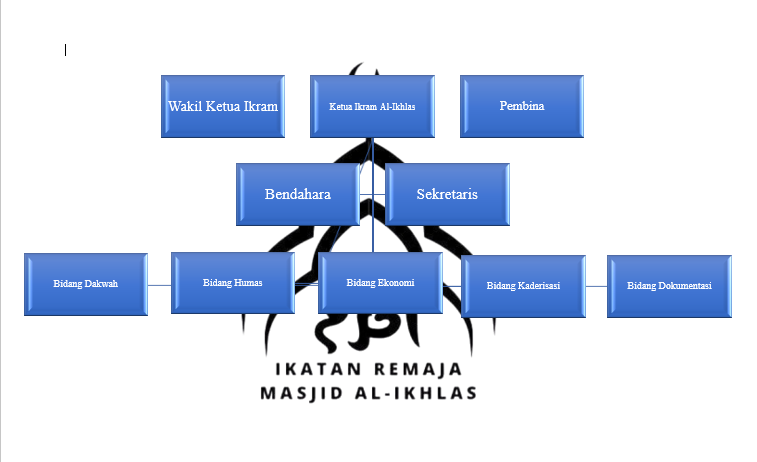 Wakil Ketua Ikram
Ketua Ikram Al-Ikhlas
Pembina
Bendahara
Sekretaris
Bidang Dakwah
Bidang Humas
Bidang Ekonomi
Bidang Kaderisasi
Bidang Dokumentasi
IKATAN REMAJA
MASJID AL-IKHLAS